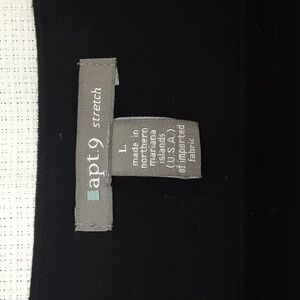 apt.9 stretch
L
made in
northern
mariana
islands
(U.S.A.)
of imported
fabric